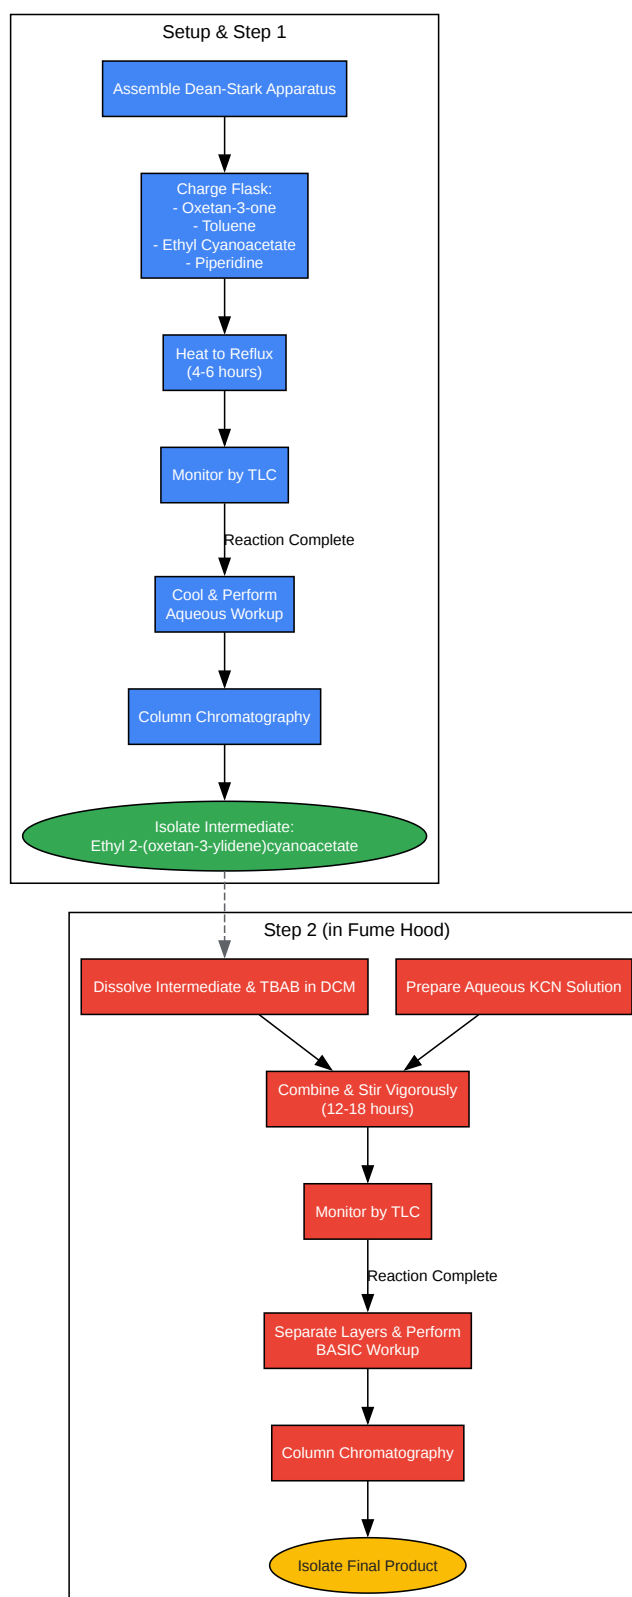 Setup & Step 1
Assemble Dean-Stark Apparatus
Charge Flask:
- Oxetan-3-one
- Toluene
- Ethyl Cyanoacetate
- Piperidine
Heat to Reflux
(4-6 hours)
Monitor by TLC
Reaction Complete
Cool & Perform
Aqueous Workup
Column Chromatography
Isolate Intermediate:
Ethyl 2-(oxetan-3-ylidene)cyanoacetate
Step 2 (in Fume Hood)
Dissolve Intermediate & TBAB in DCM
Prepare Aqueous KCN Solution
Combine & Stir Vigorously
(12-18 hours)
Monitor by TLC
Reaction Complete
Separate Layers & Perform
BASIC Workup
Column Chromatography
Isolate Final Product